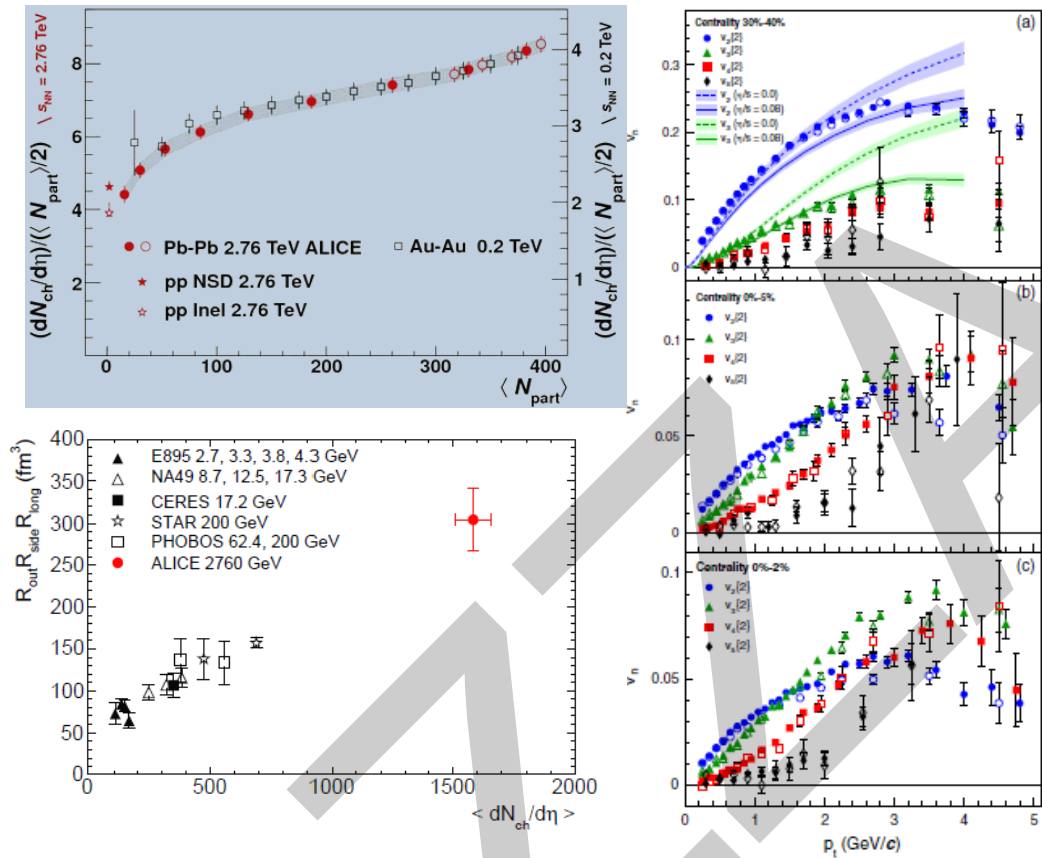 (dN_ch/dη)/(⟨ N_part⟩/2) \ s_NN = 2.76 TeV
8
6
4
2
Pb-Pb 2.76 TeV ALICE
Au-Au 0.2 TeV
pp NSD 2.76 TeV
pp Inel 2.76 TeV
4
3
2
1
(dN_ch/dη)/(⟨ N_part⟩/2) \ s_NN = 0.2 TeV
0
100
200
300
400
⟨ N_part⟩
R_out R_side R_long (fm³)
400
350
300
250
200
150
100
50
0
E895 2.7, 3.3, 3.8, 4.3 GeV
NA49 8.7, 12.5, 17.3 GeV
CERES 17.2 GeV
STAR 200 GeV
PHOBOS 62.4, 200 GeV
ALICE 2760 GeV
0
500
1000
1500
2000
< dN_ch/dη >
Centrality 30%-40%
(a)
v₂{2}
v₃{2}
v₄{2}
v₅{2}
v₂ (η/s = 0.0)
v₂ (η/s = 0.08)
v₃ (η/s = 0.0)
v₃ (η/s = 0.08)
v_n
0.3
0.2
0.1
0
Centrality 0%-5%
(b)
v₂{2}
v₃{2}
v₄{2}
v₅{2}
v_n
0.1
0.05
0
Centrality 0%-2%
(c)
v₂{2}
v₃{2}
v₄{2}
v₅{2}
v_n
0.1
0.05
0
0
1
2
3
4
5
p_t (GeV/c)